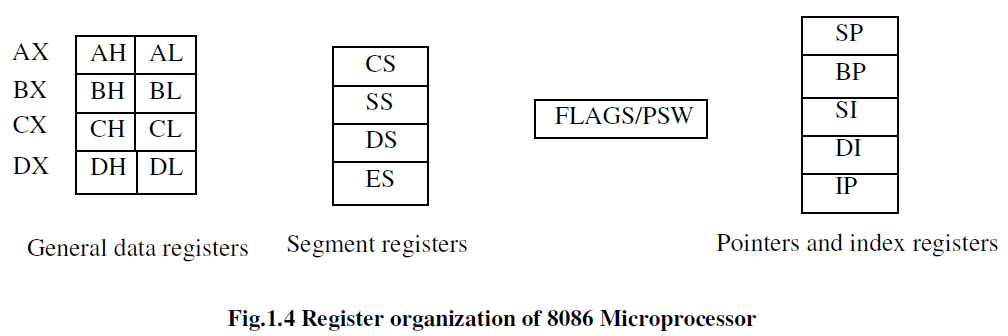 AX AH AL
BX BH BL
CX CH CL
DX DH DL
General data registers
CS
SS
DS
ES
Segment registers
FLAGS/PSW
SP
BP
SI
DI
IP
Pointers and index registers
Fig.1.4 Register organization of 8086 Microprocessor